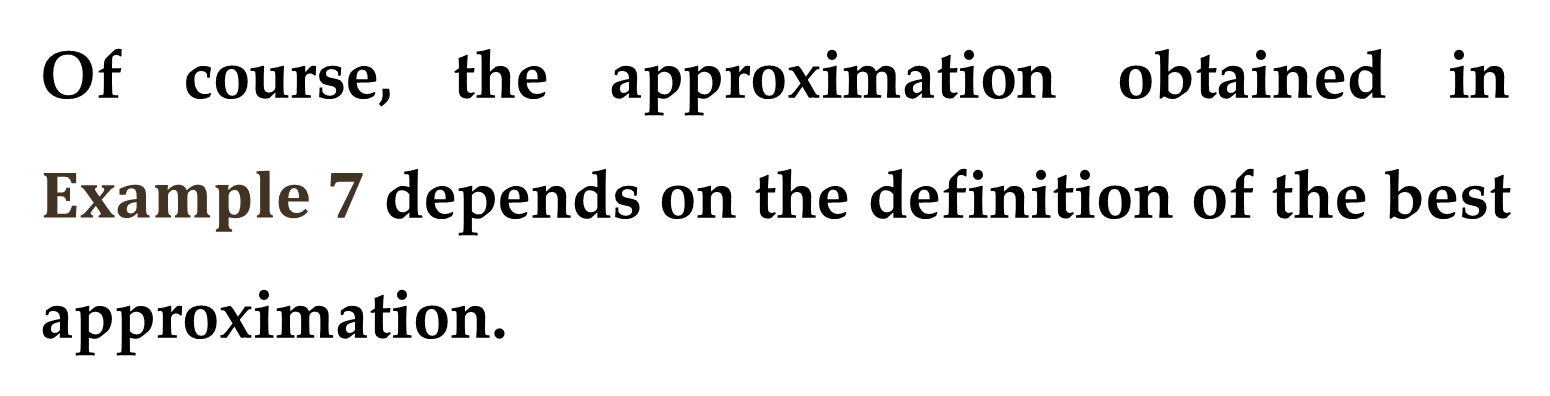 Of course, the approximation obtained in
Example 7 depends on the definition of the best
approximation.